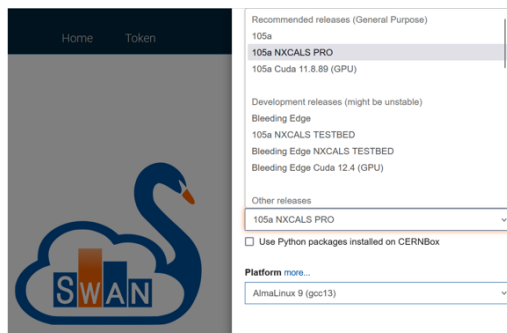 Home Token
Recommended releases (General Purpose)
105a
105a NXCALS PRO
105a Cuda 11.8.89 (GPU)
Development releases (might be unstable)
Bleeding Edge
105a NXCALS TESTBED
Bleeding Edge NXCALS TESTBED
Bleeding Edge Cuda 12.4 (GPU)
Other releases
105a NXCALS PRO
Use Python packages installed on CERNBox
Platform more...
AlmaLinux 9 (gcc13)
SWAN